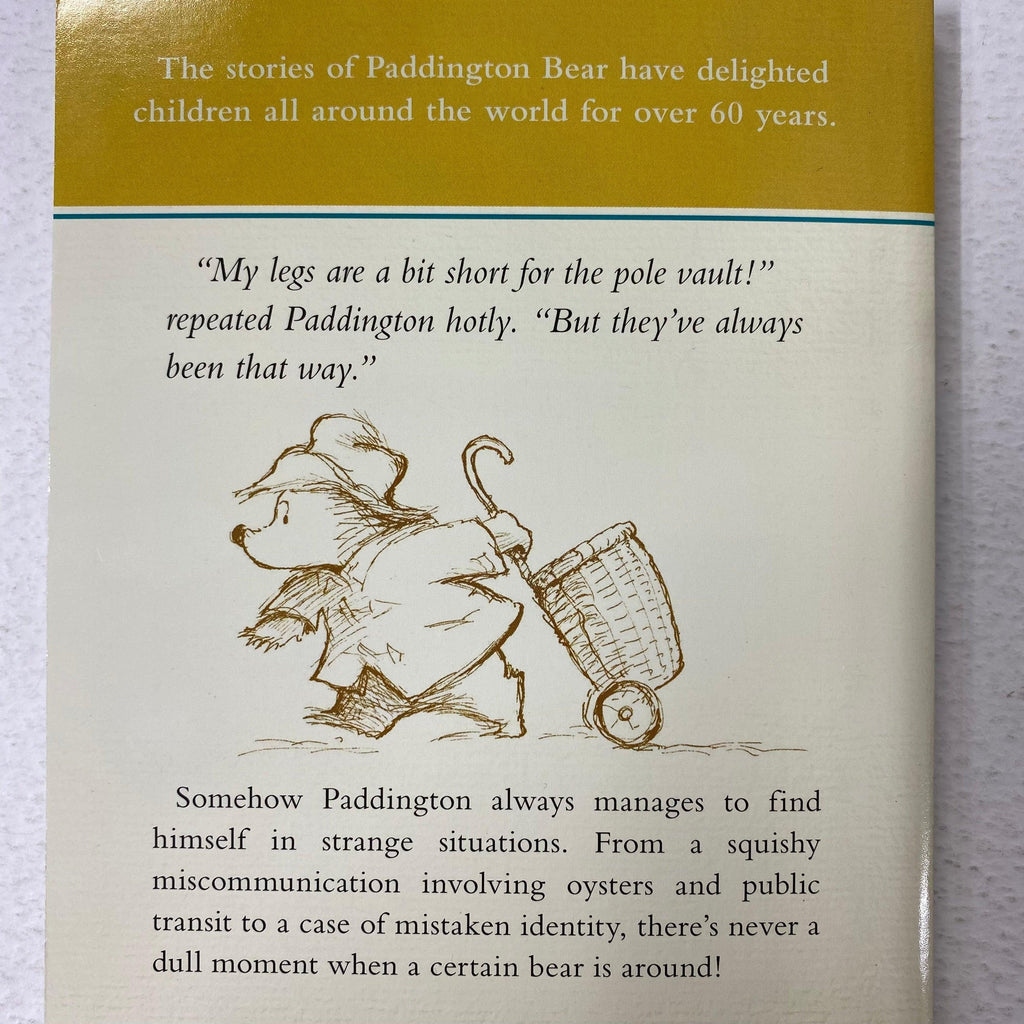 The stories of Paddington Bear have delighted
children all around the world for over 60 years.
“My legs are a bit short for the pole vault!”
repeated Paddington hotly. “But they’ve always
been that way.”
Somehow Paddington always manages to find
himself in strange situations. From a squishy
miscommunication involving oysters and public
transit to a case of mistaken identity, there’s never a
dull moment when a certain bear is around!